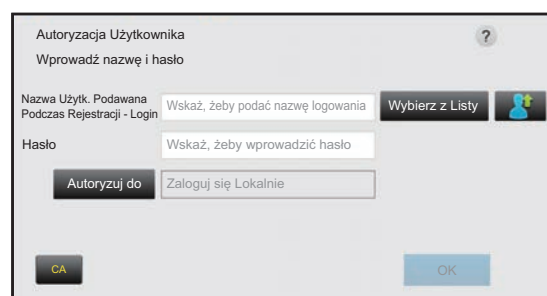 Autoryzacja Użytkownika
?
Wprowadź nazwę i hasło
Nazwa Użytk. Podawana
Podczas Rejestracji - Login
Wskaż, żeby podać nazwę logowania
Wybierz z Listy
Hasło
Wskaż, żeby wprowadzić hasło
Autoryzuj do
Zaloguj się Lokalnie
CA
OK